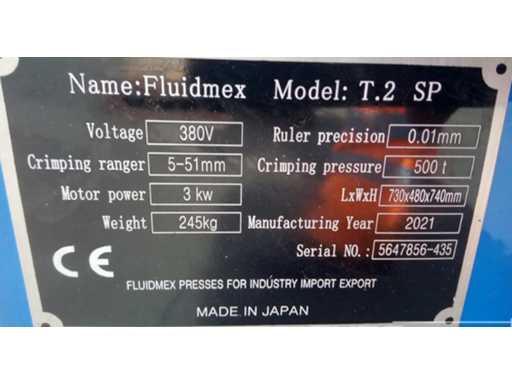 Name:Fluidmex Model: T.2 SP
Voltage 380V Ruler precision 0.01mm
Crimping ranger 5-51mm Crimping pressure 500 t
Motor power 3 kw LxWxH 730x480x740mm
Weight 245kg Manufacturing Year 2021
Serial NO.: 5647856-435
CE
FLUIDMEX PRESSES FOR INDUSTRY IMPORT EXPORT
MADE IN JAPAN